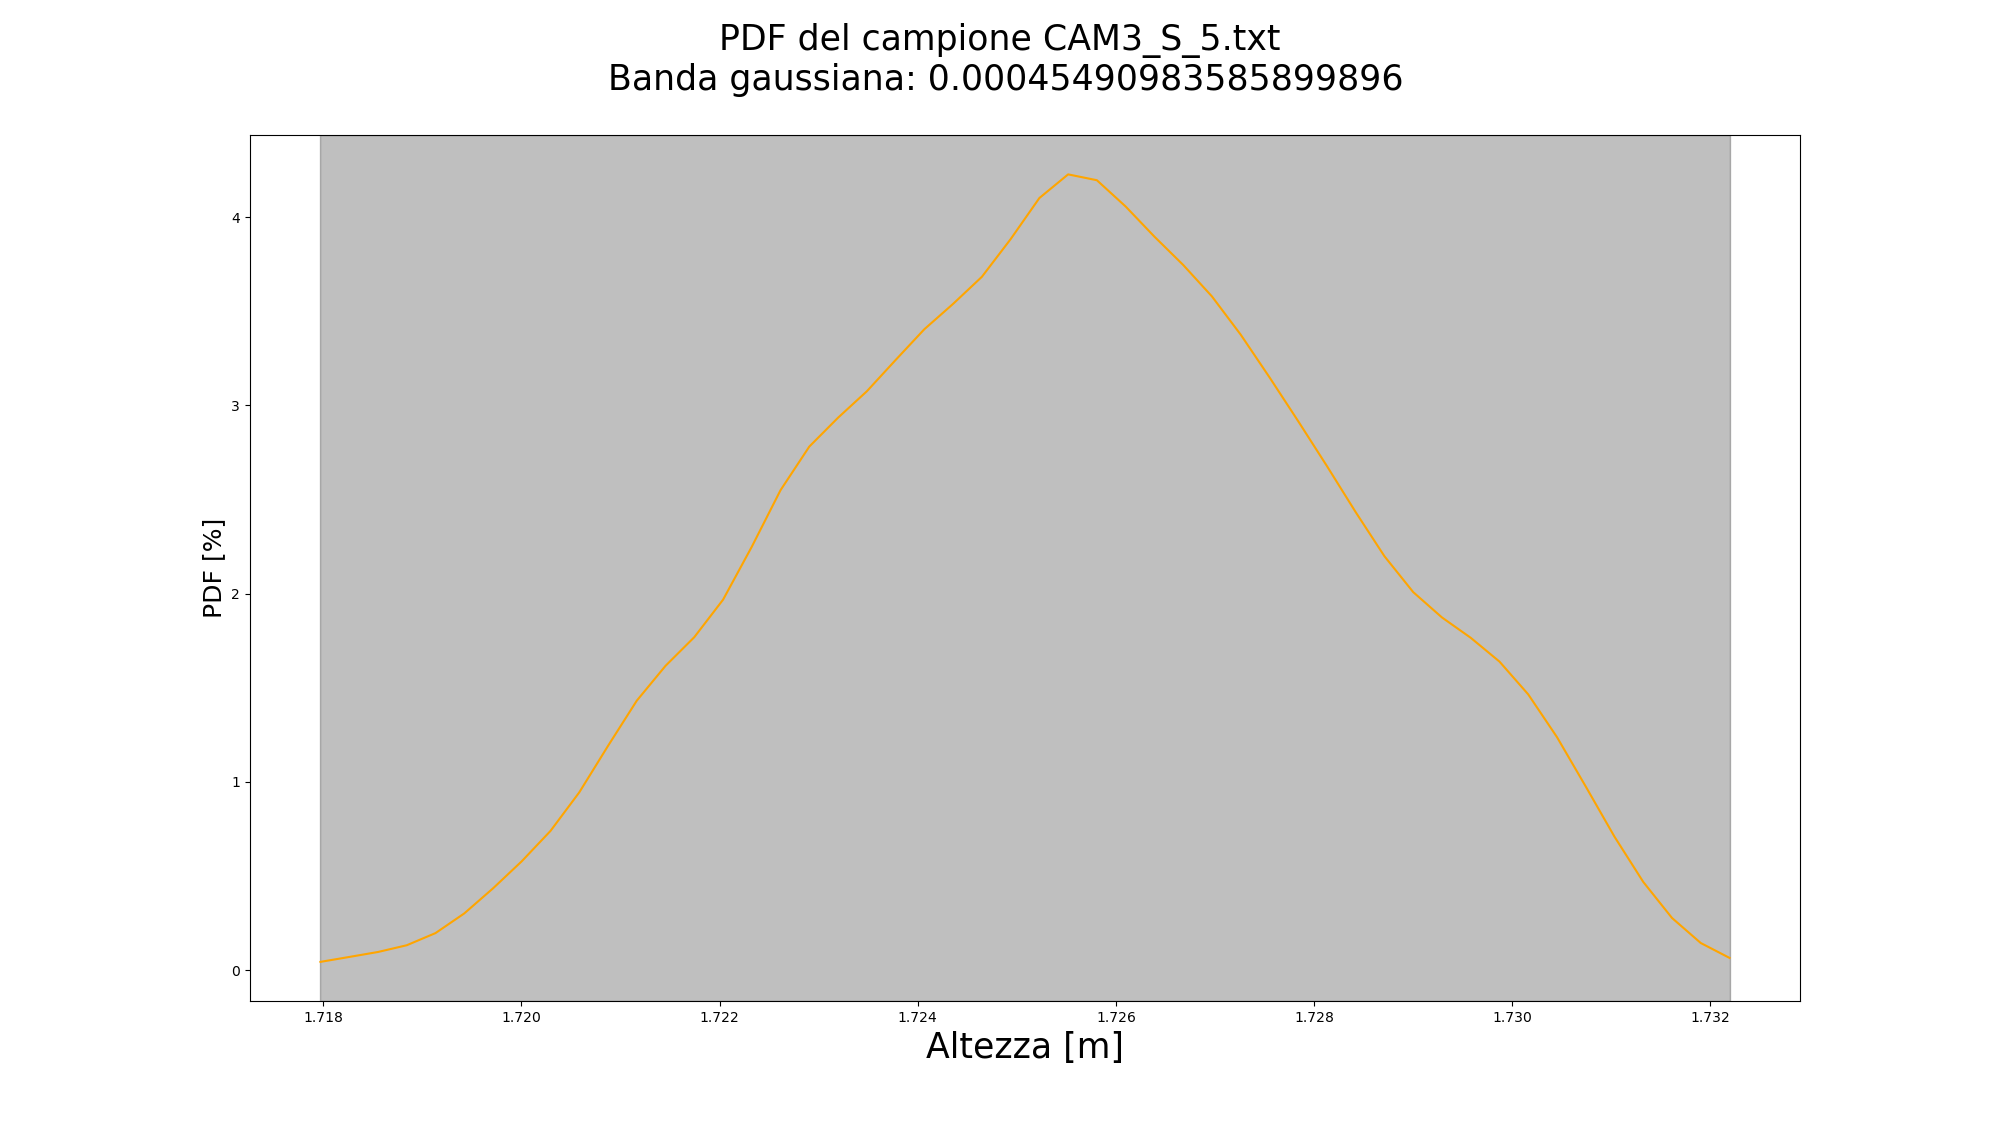 PDF del campione CAM3_S_5.txt
Banda gaussiana: 0.00045490983585899896
4
3
2
1
0
PDF [%]
1.718 1.720 1.722 1.724 1.726 1.728 1.730 1.732
Altezza [m]